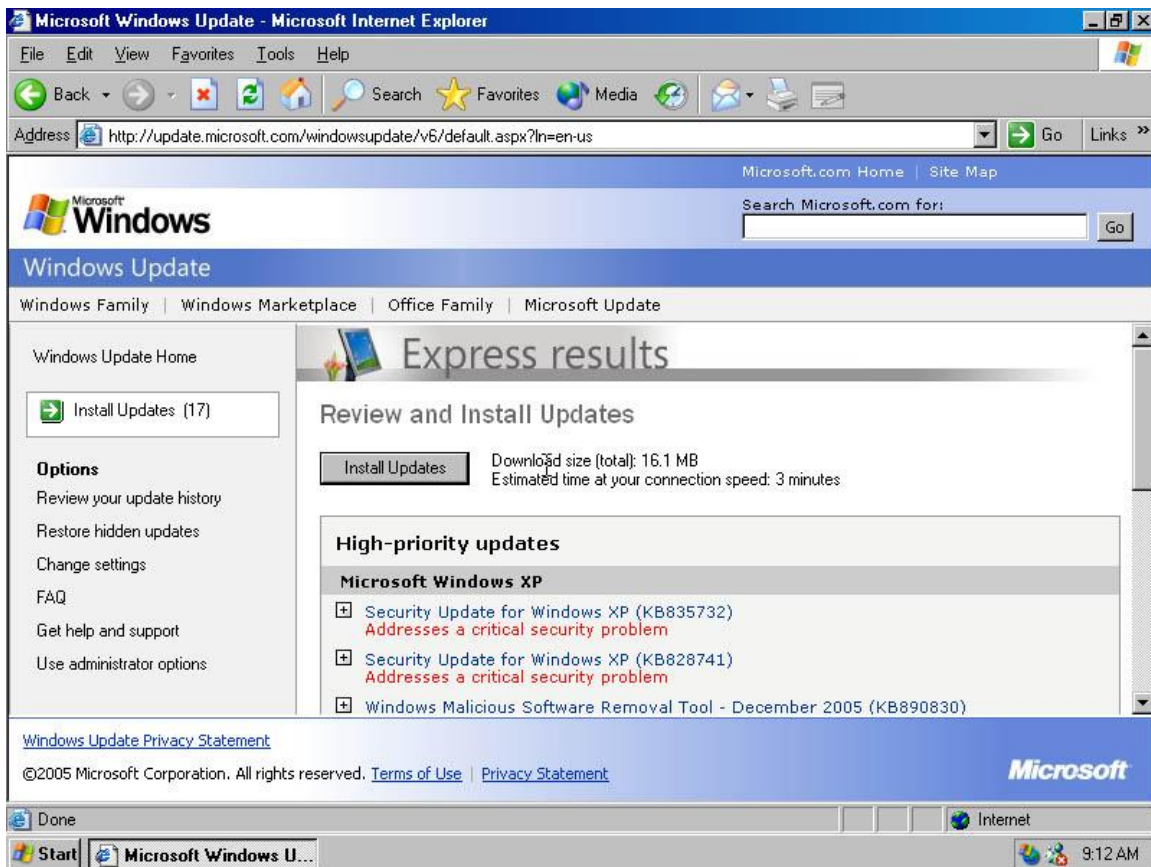 Microsoft Windows Update - Microsoft Internet Explorer
File Edit View Favorites Tools Help
Back Search Favorites Media
Address http://update.microsoft.com/windowsupdate/v6/default.aspx?ln=en-us Go Links »
Microsoft.com Home | Site Map
Microsoft Windows
Search Microsoft.com for:
Go
Windows Update
Windows Family | Windows Marketplace | Office Family | Microsoft Update
Windows Update Home
Install Updates (17)
Options
Review your update history
Restore hidden updates
Change settings
FAQ
Get help and support
Use administrator options
Express results
Review and Install Updates
Install Updates
Download size (total): 16.1 MB
Estimated time at your connection speed: 3 minutes
High-priority updates
Microsoft Windows XP
Security Update for Windows XP (KB835732)
Addresses a critical security problem
Security Update for Windows XP (KB828741)
Addresses a critical security problem
Windows Malicious Software Removal Tool - December 2005 (KB890830)
Windows Update Privacy Statement
©2005 Microsoft Corporation. All rights reserved. Terms of Use | Privacy Statement
Microsoft
Done Internet
Start Microsoft Windows U... 9:12 AM